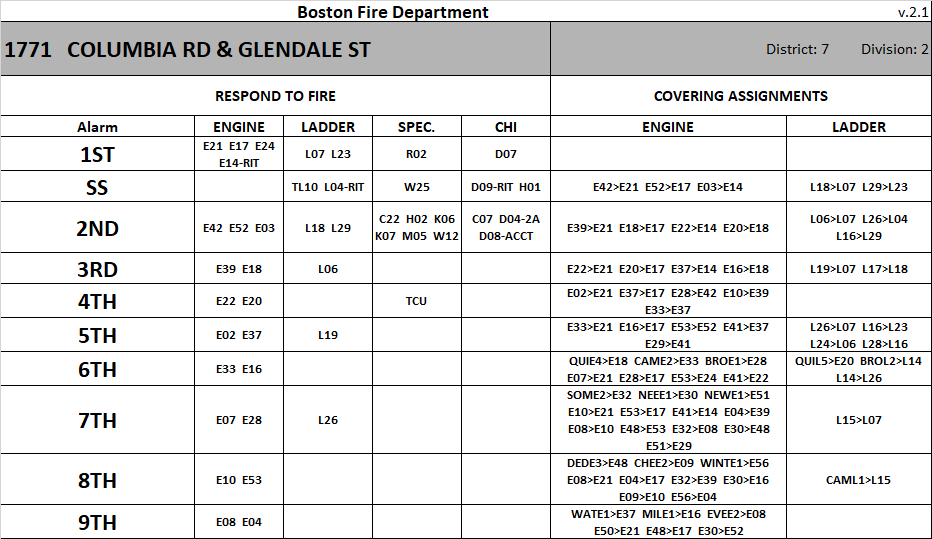 Boston Fire Department v.2.1
1771 COLUMBIA RD & GLENDALE ST District: 7 Division: 2
RESPOND TO FIRE COVERING ASSIGNMENTS
Alarm ENGINE LADDER SPEC. CHI ENGINE LADDER
1ST
E21 E17 E24
E14-RIT
L07 L23
R02
D07
SS
TL10 L04-RIT
W25
D09-RIT H01
E42>E21 E52>E17 E03>E14
L18>L07 L29>L23
2ND
E42 E52 E03
L18 L29
C22 H02 K06
K07 M05 W12
C07 D04-2A
D08-ACCT
E39>E21 E18>E17 E22>E14 E20>E18
L06>L07 L26>L04
L16>L29
3RD
E39 E18
L06
E22>E21 E20>E17 E37>E14 E16>E18
L19>L07 L17>L18
4TH
E22 E20
TCU
E02>E21 E37>E17 E28>E42 E10>E39
E33>E37
5TH
E02 E37
L19
E33>E21 E16>E17 E53>E52 E41>E37
E29>E41
L26>L07 L16>L23
L24>L06 L28>L16
6TH
E33 E16
QUIE4>E18 CAME2>E33 BROE1>E28
E07>E21 E28>E17 E53>E24 E41>E22
QUIL5>E20 BROL2>L14
L14>L26
7TH
E07 E28
L26
SOME2>E32 NEEE1>E30 NEWE1>E51
E10>E21 E53>E17 E41>E14 E04>E39
E08>E10 E48>E53 E32>E08 E30>E48
E51>E29
L15>L07
8TH
E10 E53
DEDE3>E48 CHEE2>E09 WINTE1>E56
E08>E21 E04>E17 E32>E39 E30>E16
E09>E10 E56>E04
CAML1>L15
9TH
E08 E04
WATE1>E37 MILE1>E16 EVEE2>E08
E50>E21 E48>E17 E30>E52